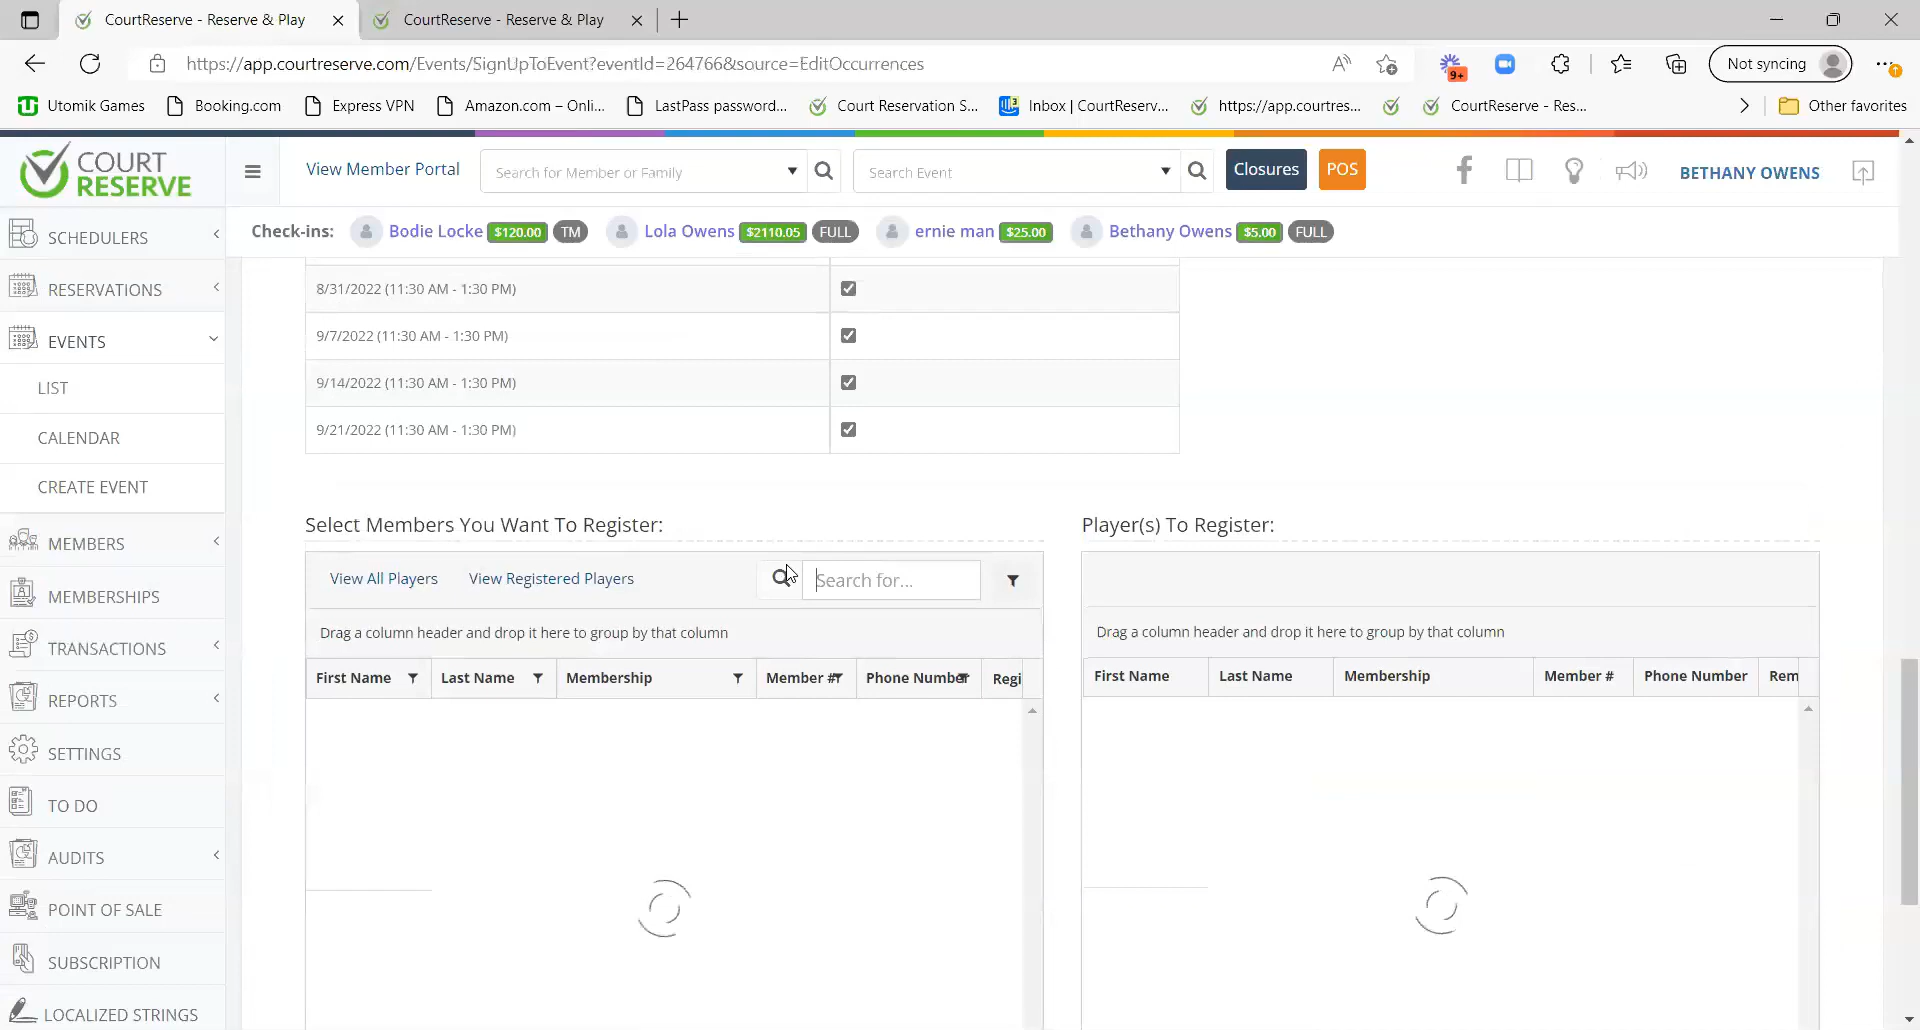 CourtReserve - Reserve & Play
CourtReserve - Reserve & Play
https://app.courtreserve.com/Events/SignUpToEvent?eventId=264766&source=EditOccurrences
9+
Not syncing
Utomik Games
Booking.com
Express VPN
Amazon.com – Onli...
LastPass password...
Court Reservation S...
3
Inbox | CourtReserv...
https://app.courtres...
CourtReserve - Res...
Other favorites
COURT
RESERVE
View Member Portal
Search for Member or Family
Search Event
Closures
POS
BETHANY OWENS
Check-ins:
Bodie Locke $120.00 TM
Lola Owens $2110.05 FULL
ernie man $25.00
Bethany Owens $5.00 FULL
SCHEDULERS
RESERVATIONS
EVENTS
LIST
CALENDAR
CREATE EVENT
MEMBERS
MEMBERSHIPS
TRANSACTIONS
REPORTS
SETTINGS
TO DO
AUDITS
POINT OF SALE
SUBSCRIPTION
LOCALIZED STRINGS
8/31/2022 (11:30 AM - 1:30 PM)
9/7/2022 (11:30 AM - 1:30 PM)
9/14/2022 (11:30 AM - 1:30 PM)
9/21/2022 (11:30 AM - 1:30 PM)
Select Members You Want To Register:
View All Players
View Registered Players
Search for...
Drag a column header and drop it here to group by that column
First Name
Last Name
Membership
Member #
Phone Number
Regi
Player(s) To Register:
Drag a column header and drop it here to group by that column
First Name
Last Name
Membership
Member #
Phone Number
Rem